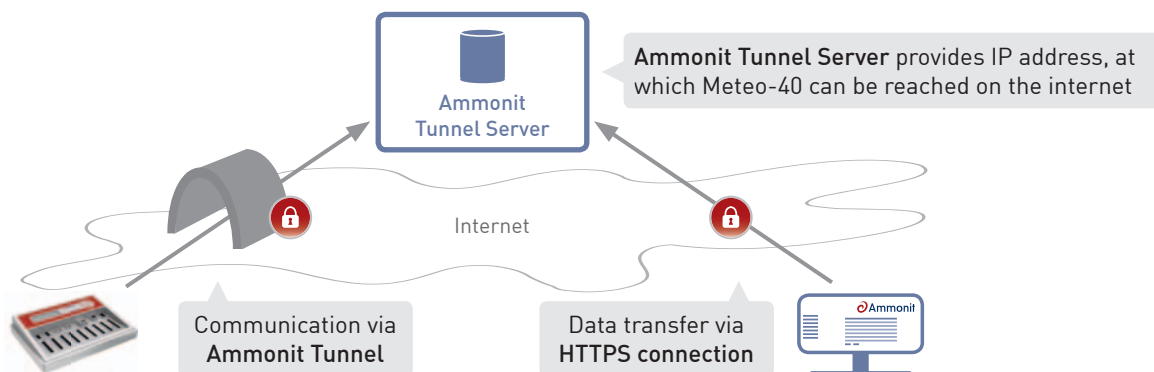 Ammonit
Tunnel Server
Ammonit Tunnel Server provides IP address, at
which Meteo-40 can be reached on the internet
Internet
Communication via
Ammonit Tunnel
Data transfer via
HTTPS connection
Ammonit